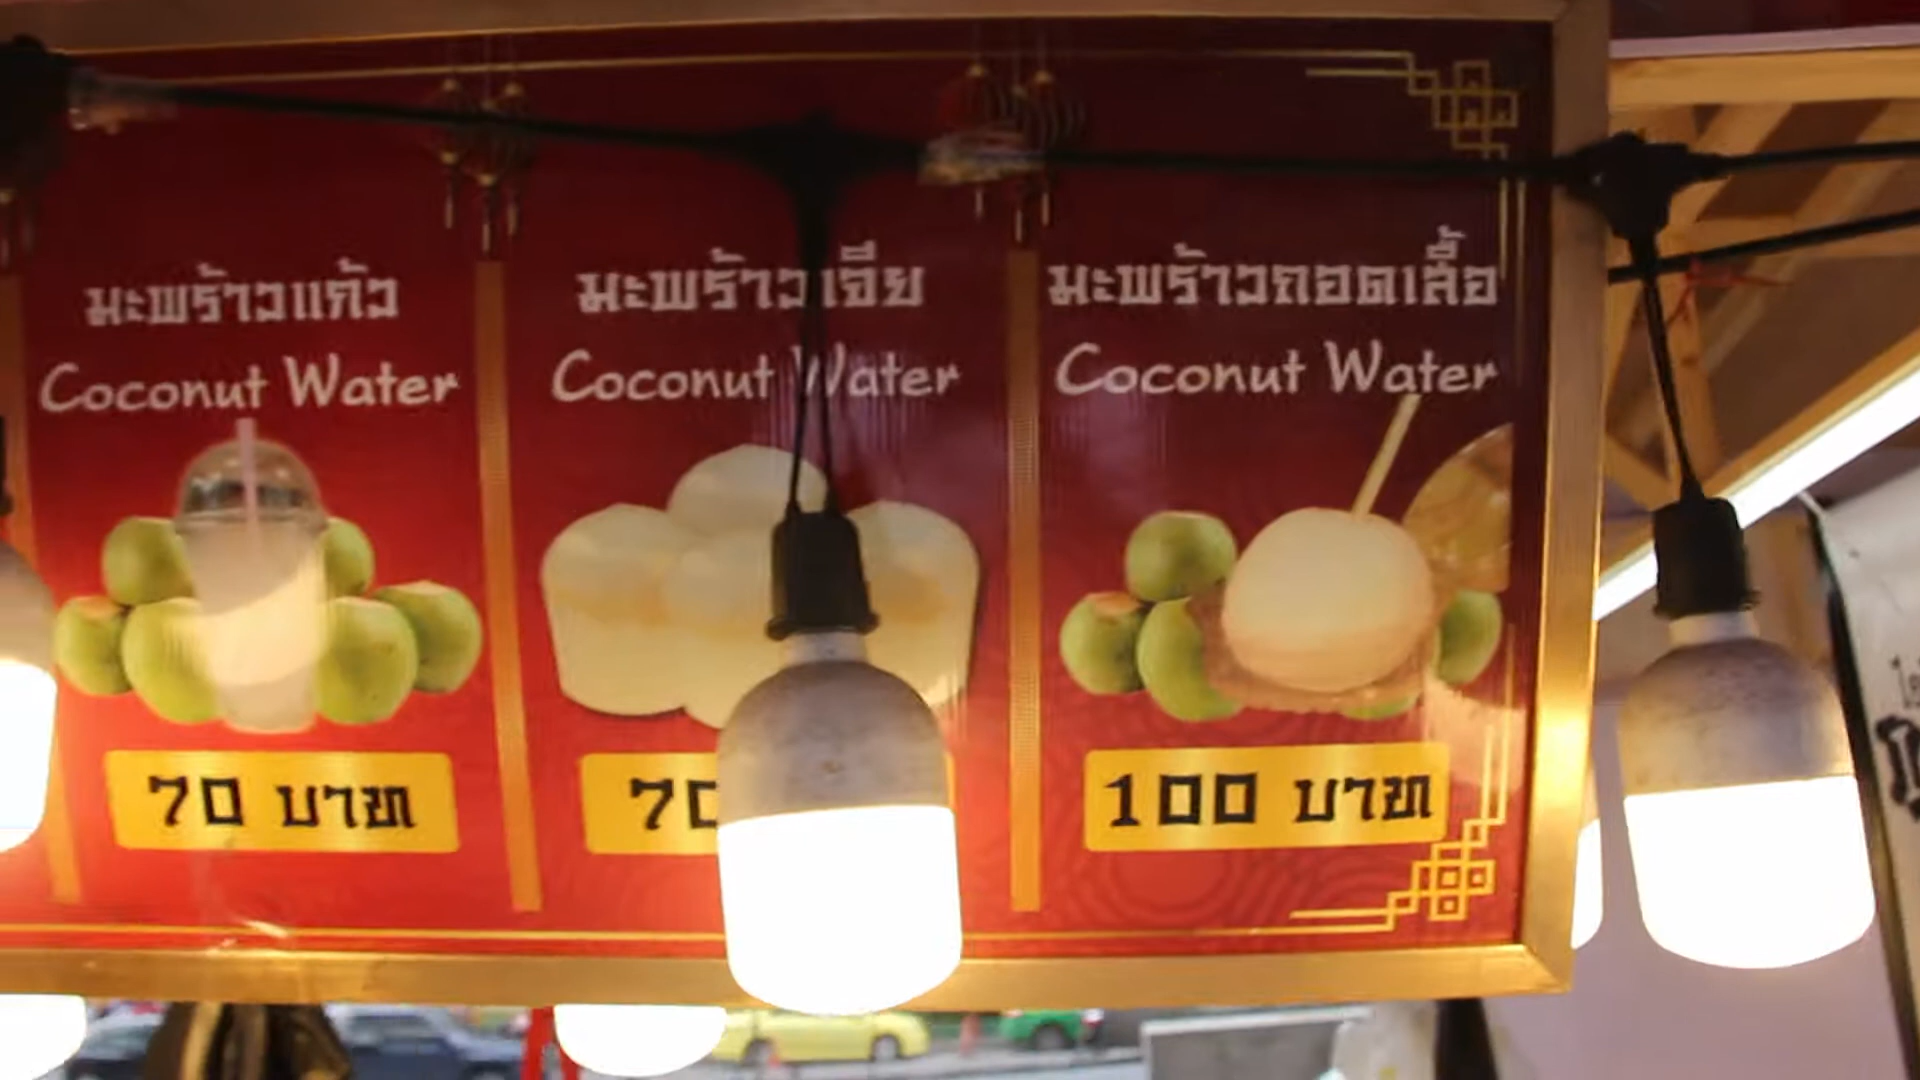 มะพร้าวแก้ว
Coconut Water
70 บาท
มะพร้าวเจีย
Coconut Water
70
มะพร้าวถอดเสื้อ
Coconut Water
100 บาท